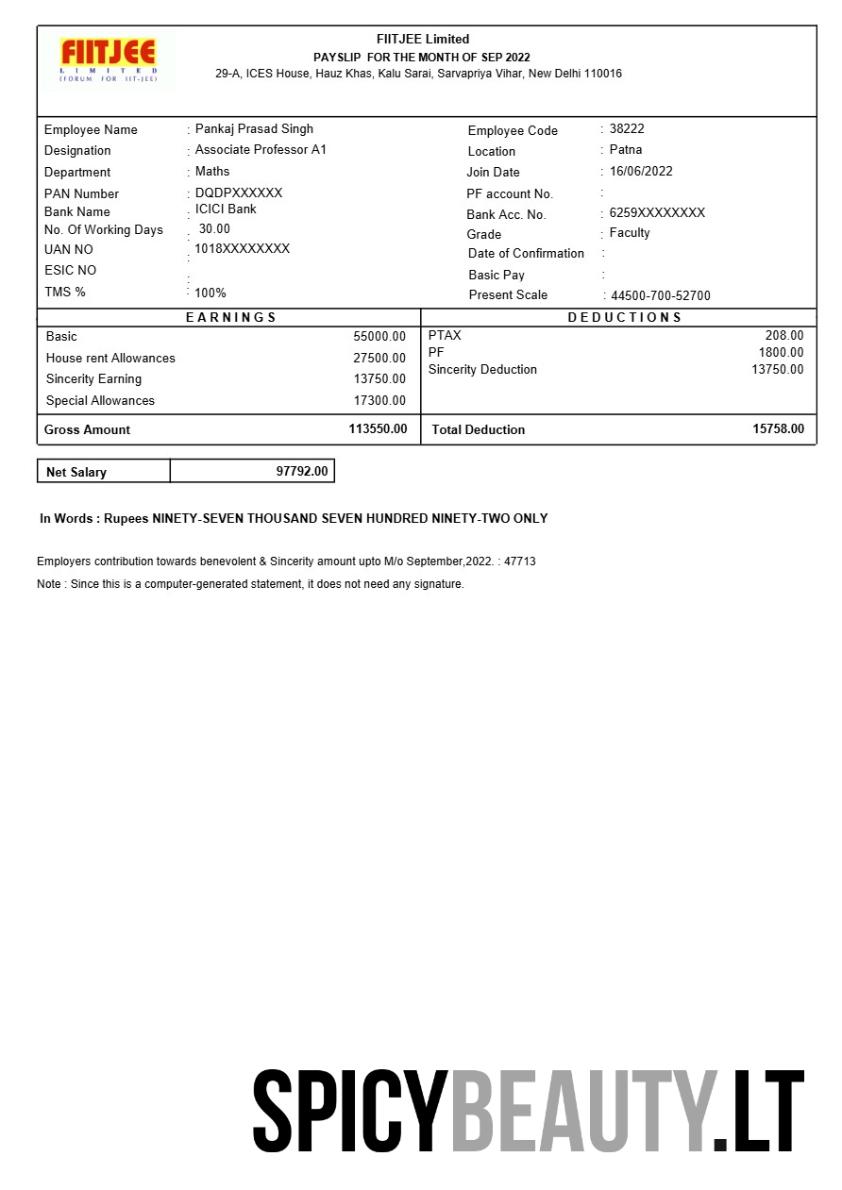 FIITJEE
LIMITED
(FORUM FOR IIT-JEE)
FIITJEE Limited
PAYSLIP FOR THE MONTH OF SEP 2022
29-A, ICES House, Hauz Khas, Kalu Sarai, Sarvapriya Vihar, New Delhi 110016
Employee Name : Pankaj Prasad Singh Employee Code : 38222
Designation : Associate Professor A1 Location : Patna
Department : Maths Join Date : 16/06/2022
PAN Number : DQDPXXXXXX PF account No. :
Bank Name : ICICI Bank Bank Acc. No. : 6259XXXXXXXX
No. Of Working Days : 30.00 Grade : Faculty
UAN NO : 1018XXXXXXXX Date of Confirmation :
ESIC NO : Basic Pay :
TMS % : 100% Present Scale : 44500-700-52700
EARNINGS DEDUCTIONS
Basic 55000.00 PTAX 208.00
House rent Allowances 27500.00 PF 1800.00
Sincerity Earning 13750.00 Sincerity Deduction 13750.00
Special Allowances 17300.00
Gross Amount 113550.00 Total Deduction 15758.00
Net Salary 97792.00
In Words : Rupees NINETY-SEVEN THOUSAND SEVEN HUNDRED NINETY-TWO ONLY
Employers contribution towards benevolent & Sincerity amount upto M/o September,2022. : 47713
Note : Since this is a computer-generated statement, it does not need any signature.
SPICYBEAUTY.LT